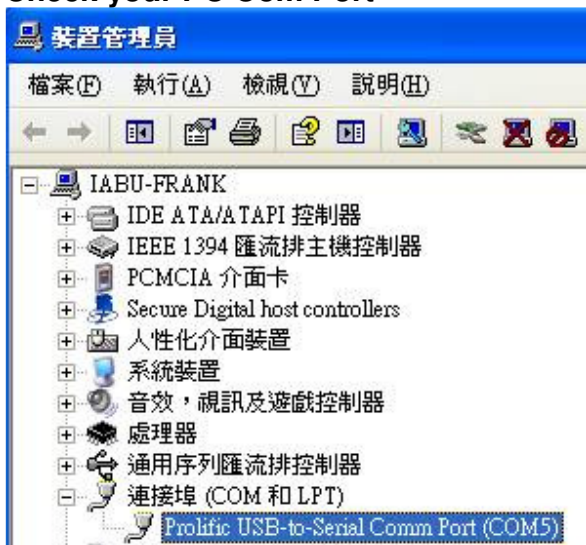 Check your PC Com Port
裝置管理員
檔案(F) 執行(A) 檢視(V) 說明(H)
IABU-FRANK
IDE ATA/ATAPI 控制器
IEEE 1394 匯流排主機控制器
PCMCIA 介面卡
Secure Digital host controllers
人性化介面裝置
系統裝置
音效，視訊及遊戲控制器
處理器
通用序列匯流排控制器
連接埠 (COM 和 LPT)
Prolific USB-to-Serial Comm Port (COM5)